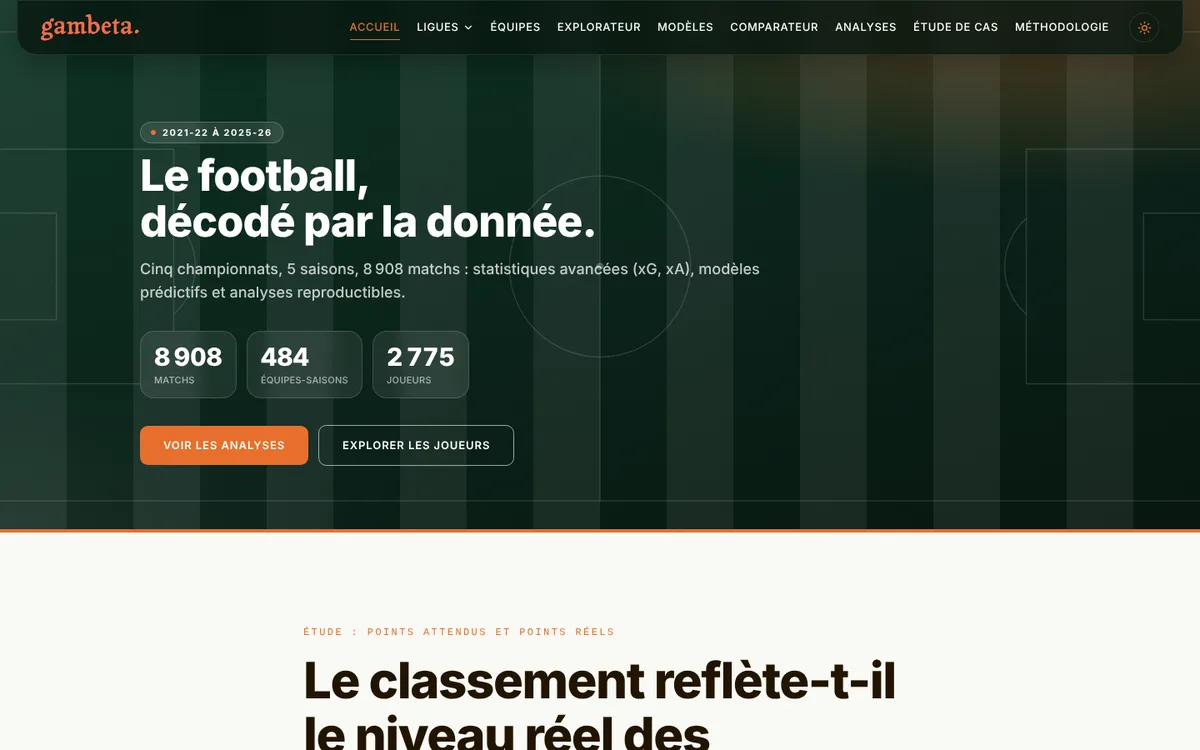 gambeta.
ACCUEIL LIGUES ÉQUIPES EXPLORATEUR MODÈLES COMPARATEUR ANALYSES ÉTUDE DE CAS MÉTHODOLOGIE
2021-22 À 2025-26
Le football,
décodé par la donnée.
Cinq championnats, 5 saisons, 8 908 matchs : statistiques avancées (xG, xA), modèles
prédictifs et analyses reproductibles.
8 908 484 2 775
MATCHS ÉQUIPES-SAISONS JOUEURS
VOIR LES ANALYSES EXPLORER LES JOUEURS
ÉTUDE : POINTS ATTENDUS ET POINTS RÉELS
Le classement reflète-t-il
le niveau réel des